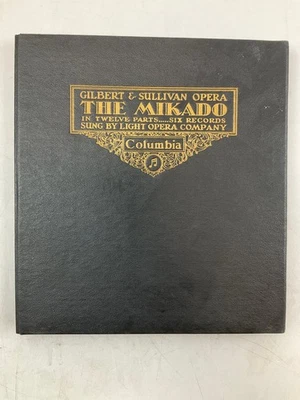 GILBERT & SULLIVAN OPERA
THE MIKADO
IN TWELVE PARTS.....SIX RECORDS
SUNG BY LIGHT OPERA COMPANY
Columbia